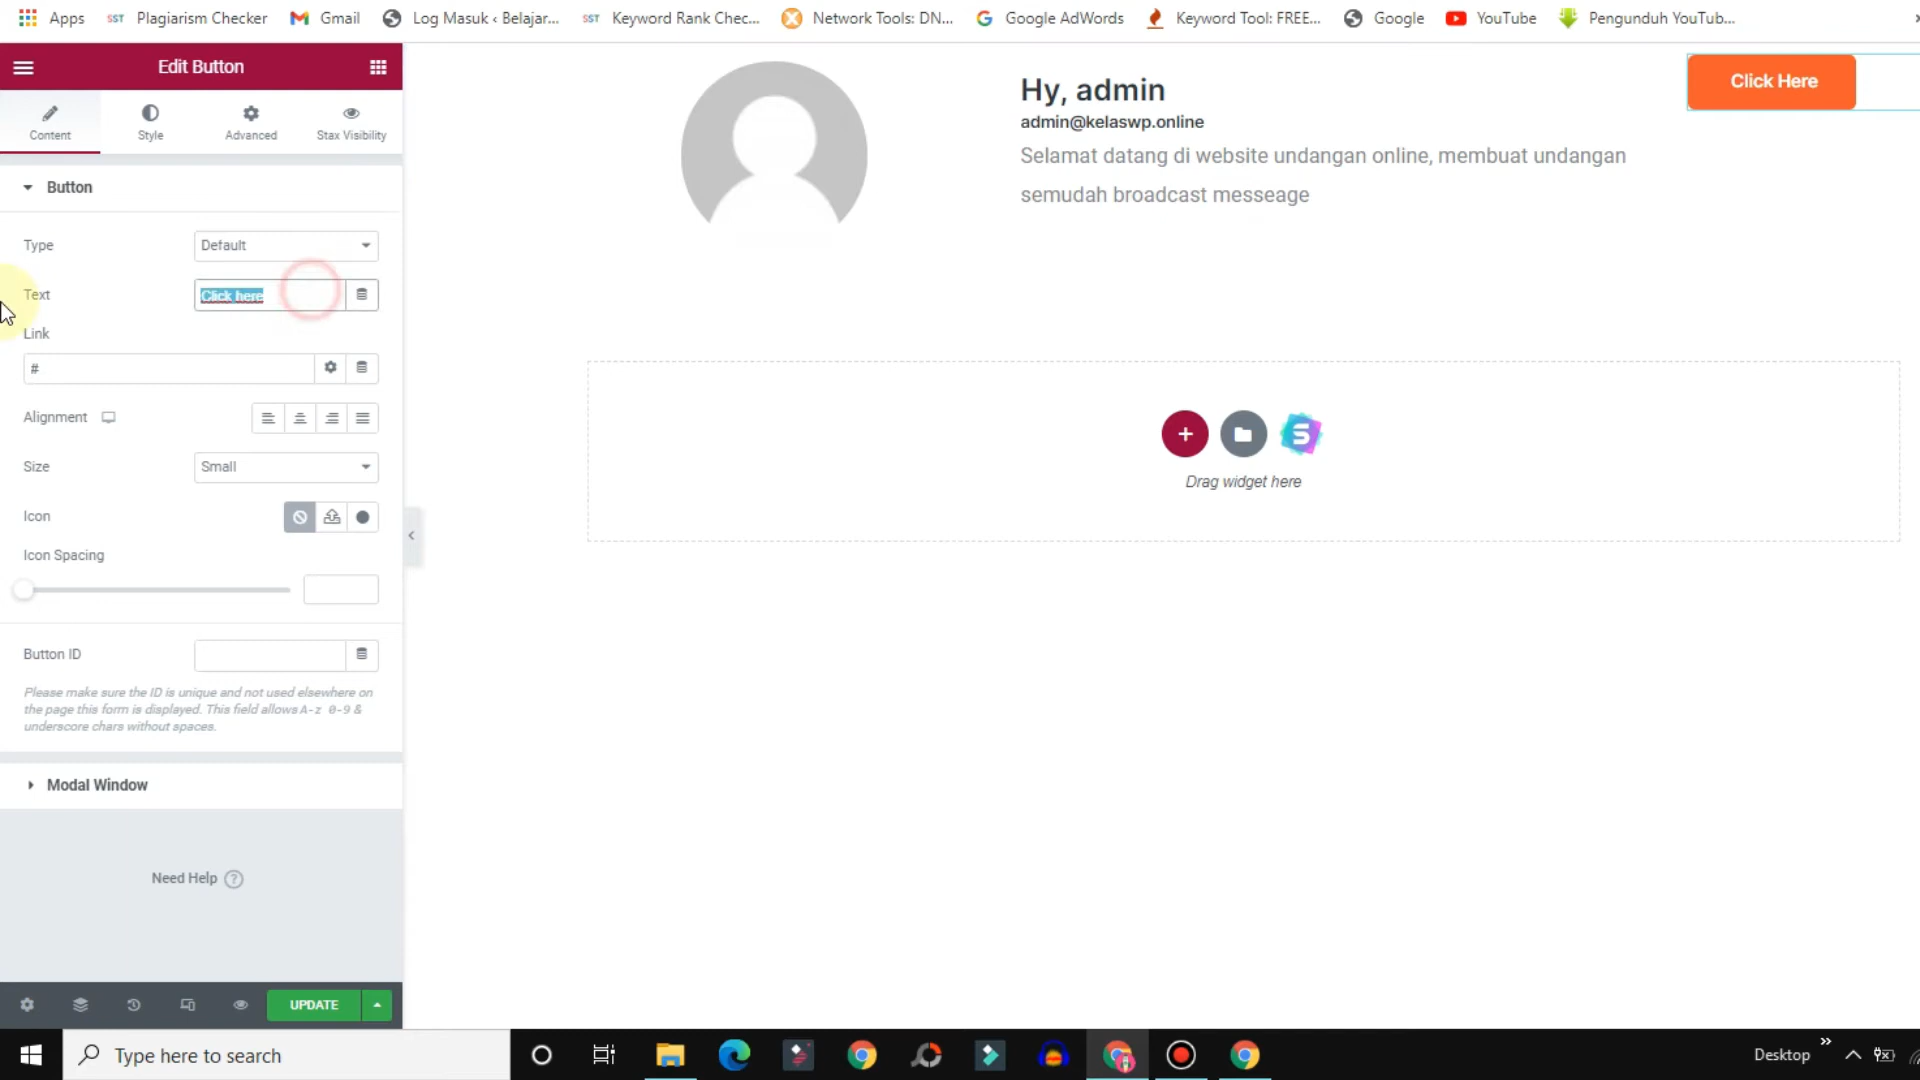 Apps
SST Plagiarism Checker
Gmail
Log Masuk ‹ Belajar...
SST Keyword Rank Chec...
Network Tools: DN...
Google AdWords
Keyword Tool: FREE...
Google
YouTube
Pengunduh YouTub...
Edit Button
Content
Style
Advanced
Stax Visibility
Button
Type
Default
Text
Click here
Link
#
Alignment
Size
Small
Icon
Icon Spacing
Button ID
Please make sure the ID is unique and not used elsewhere on
the page this form is displayed. This field allows A-z 0-9 &
underscore chars without spaces.
Modal Window
Need Help ?
UPDATE
Hy, admin
admin@kelaswp.online
Selamat datang di website undangan online, membuat undangan
semudah broadcast messeage
Click Here
Drag widget here
Type here to search
Desktop